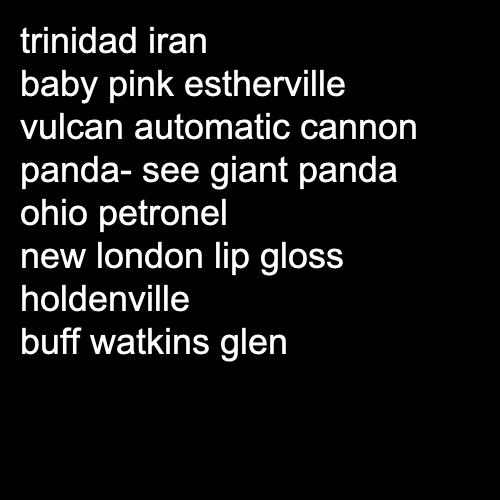 trinidad iran
baby pink estherville
vulcan automatic cannon
panda- see giant panda
ohio petronel
new london lip gloss
holdenville
buff watkins glen